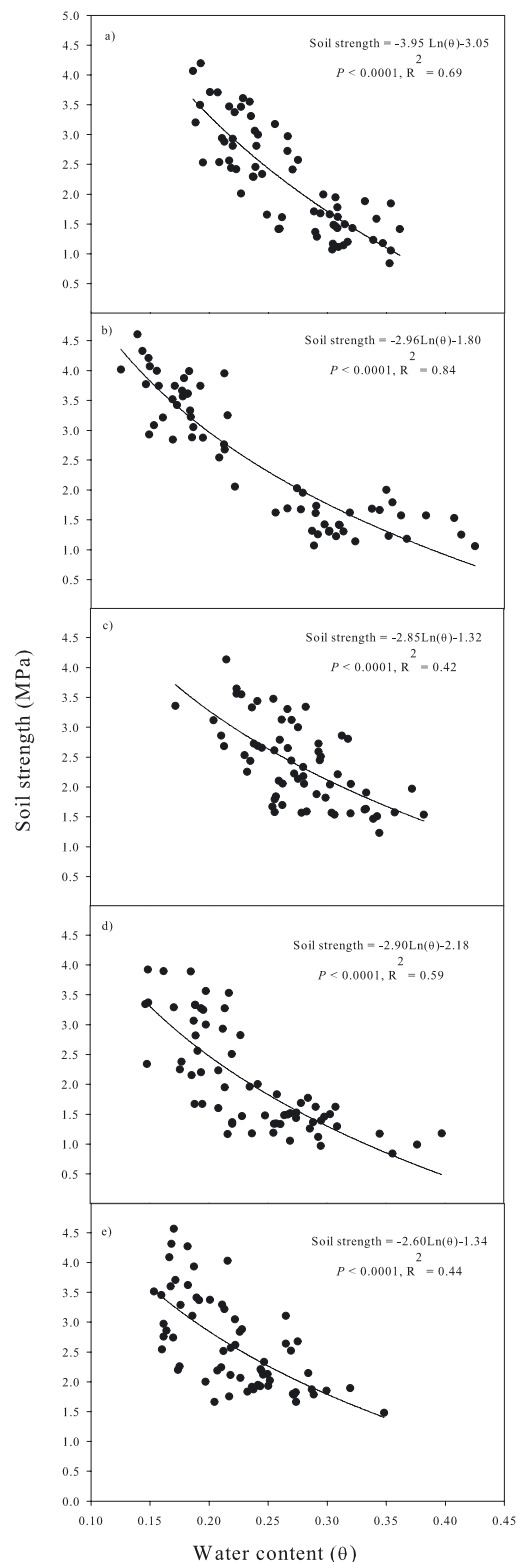 5.0
a)
Soil strength = -3.95 Ln(θ)-3.05
4.5
2
P < 0.0001, R = 0.69
4.0
3.5
3.0
2.5
2.0
1.5
1.0
0.5
b)
Soil strength = -2.96Ln(θ)-1.80
4.5
2
P < 0.0001, R = 0.84
4.0
3.5
3.0
2.5
2.0
1.5
1.0
0.5
c)
Soil strength = -2.85Ln(θ)-1.32
4.5
2
P < 0.0001, R = 0.42
4.0
3.5
3.0
2.5
2.0
1.5
1.0
0.5
Soil strength (MPa)
d)
Soil strength = -2.90Ln(θ)-2.18
4.5
2
P < 0.0001, R = 0.59
4.0
3.5
3.0
2.5
2.0
1.5
1.0
0.5
e)
Soil strength = -2.60Ln(θ)-1.34
4.5
2
P < 0.0001, R = 0.44
4.0
3.5
3.0
2.5
2.0
1.5
1.0
0.5
0.0
0.10 0.15 0.20 0.25 0.30 0.35 0.40 0.45
Water content (θ)